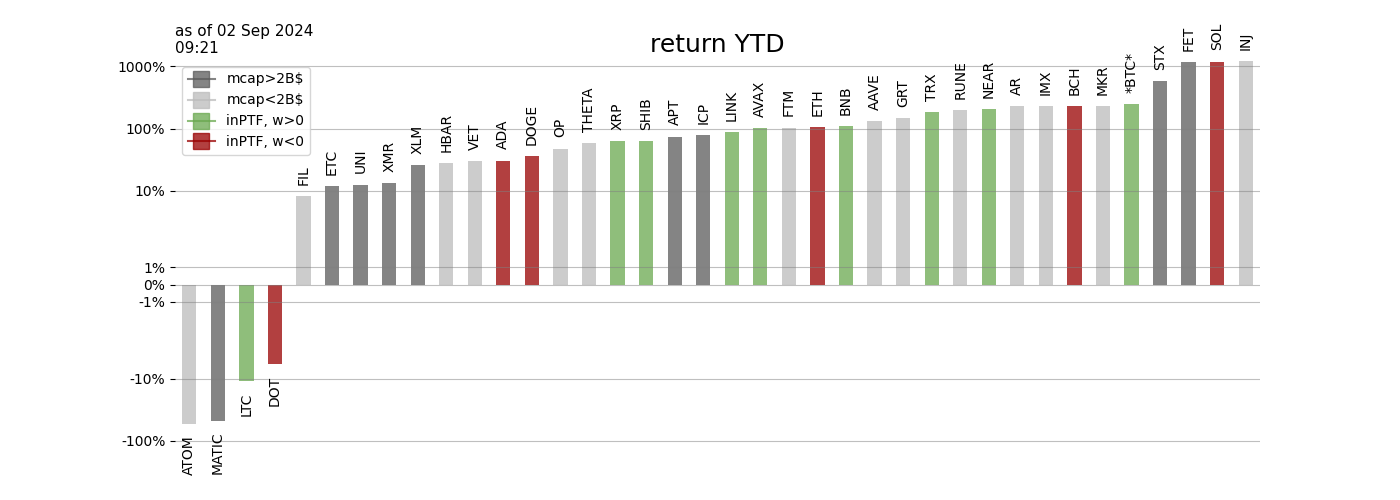 as of 02 Sep 2024
09:21
return YTD
1000%
100%
10%
1%
0%
-1%
-10%
-100%
mcap>2B$
mcap<2B$
inPTF, w>0
inPTF, w<0
ATOM
MATIC
LTC
DOT
FIL
ETC
UNI
XMR
XLM
HBAR
VET
ADA
DOGE
OP
THETA
XRP
SHIB
APT
ICP
LINK
AVAX
FTM
ETH
BNB
AAVE
GRT
TRX
RUNE
NEAR
AR
IMX
BCH
MKR
*BTC*
STX
FET
SOL
INJ